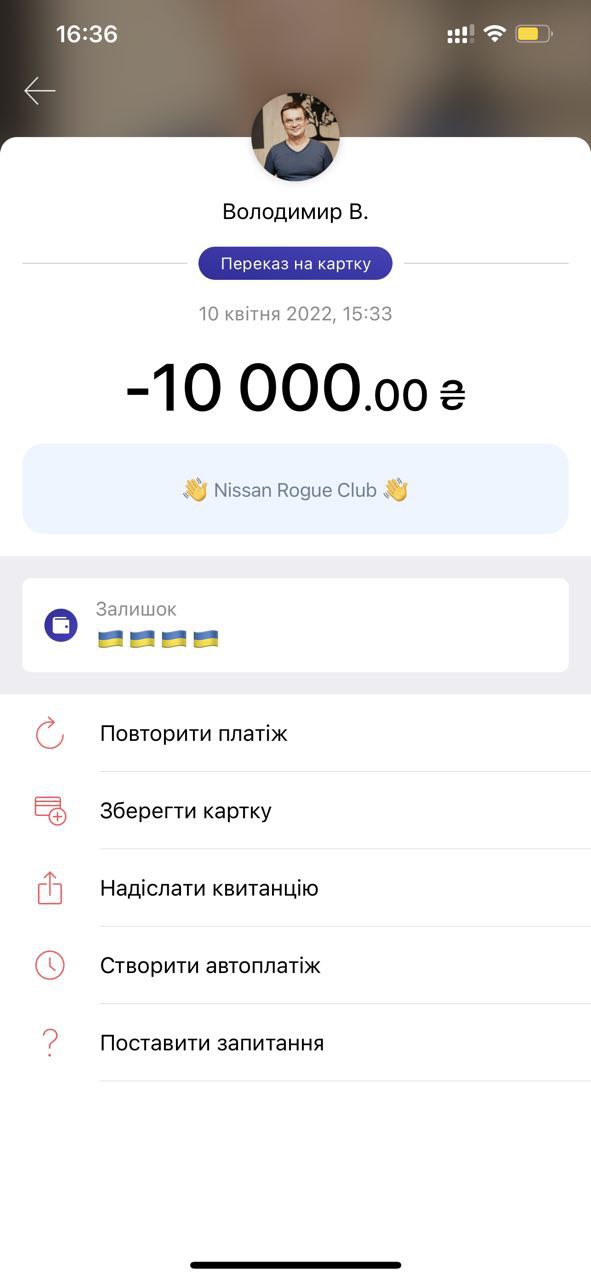 16:36
Володимир В.
Переказ на картку
10 квітня 2022, 15:33
-10 000.00 ₴
👋 Nissan Rogue Club 👋
Залишок
🇺🇦 🇺🇦 🇺🇦 🇺🇦
Повторити платіж
Зберегти картку
Надіслати квитанцію
Створити автоплатіж
Поставити запитання